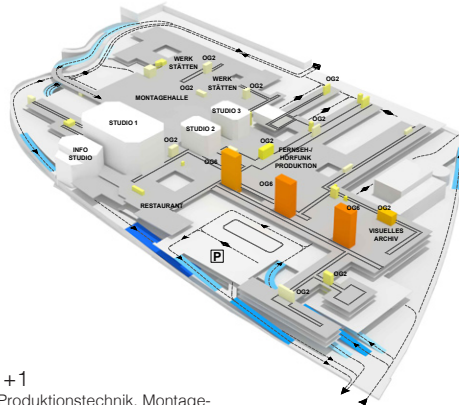 WERK
STÄTTEN
OG2
WERK
STÄTTEN
OG2
OG2
OG2
MONTAGEHALLE
STUDIO 3
STUDIO 1
STUDIO 2
OG2
INFO
STUDIO
OG2
OG2
FERNSEH-/
HÖRFUNK
PRODUKTION
OG6
OG6
RESTAURANT
OG6
OG2
VISUELLES
ARCHIV
P
OG2
OG2
+1
Produktionstechnik, Montage-